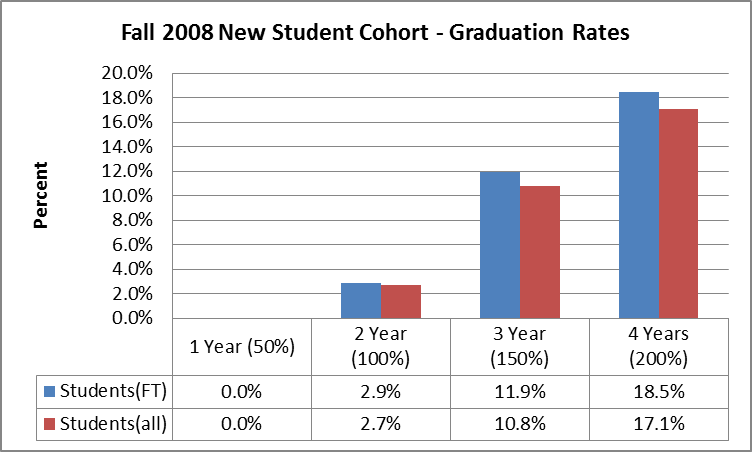 Fall 2008 New Student Cohort - Graduation Rates
Percent
20.0%
18.0%
16.0%
14.0%
12.0%
10.0%
8.0%
6.0%
4.0%
2.0%
0.0%
1 Year (50%) 2 Year (100%) 3 Year (150%) 4 Years (200%)
Students(FT) 0.0% 2.9% 11.9% 18.5%
Students(all) 0.0% 2.7% 10.8% 17.1%